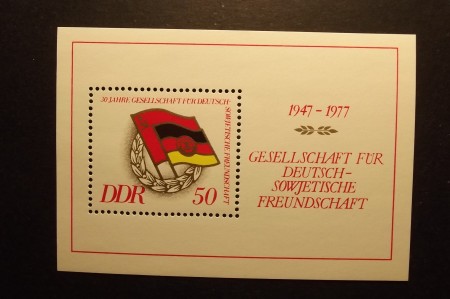 30 JAHRE GESELLSCHAFT FÜR DEUTSCH-
SOWJETISCHE FREUNDSCHAFT
DDR 50
1947-1977
GESELLSCHAFT FÜR
DEUTSCH-
SOWJETISCHE
FREUNDSCHAFT